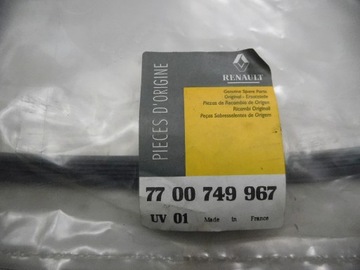 PIECES D'ORIGINE
RENAULT
Genuine Spare Parts
Original - Ersatzteile
Piezas de Recambio de Origen
Ricambi Originali
Peças Sobresselentes de Origem
77 00 749 967
UV 01 Made in France